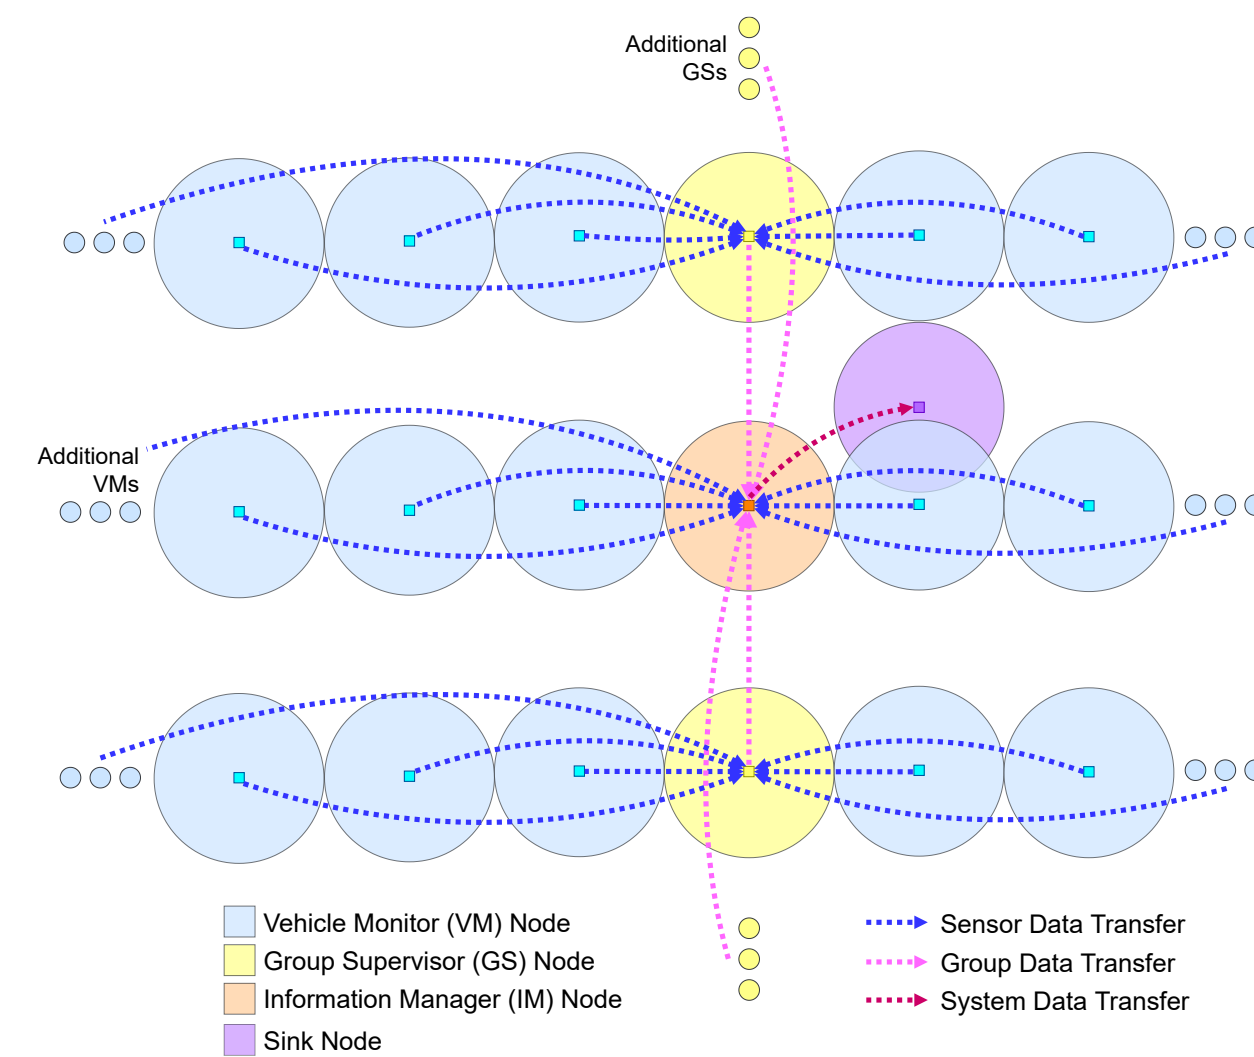 Additional
GSs
Additional
VMs
Vehicle Monitor (VM) Node
Group Supervisor (GS) Node
Information Manager (IM) Node
Sink Node
Sensor Data Transfer
Group Data Transfer
System Data Transfer